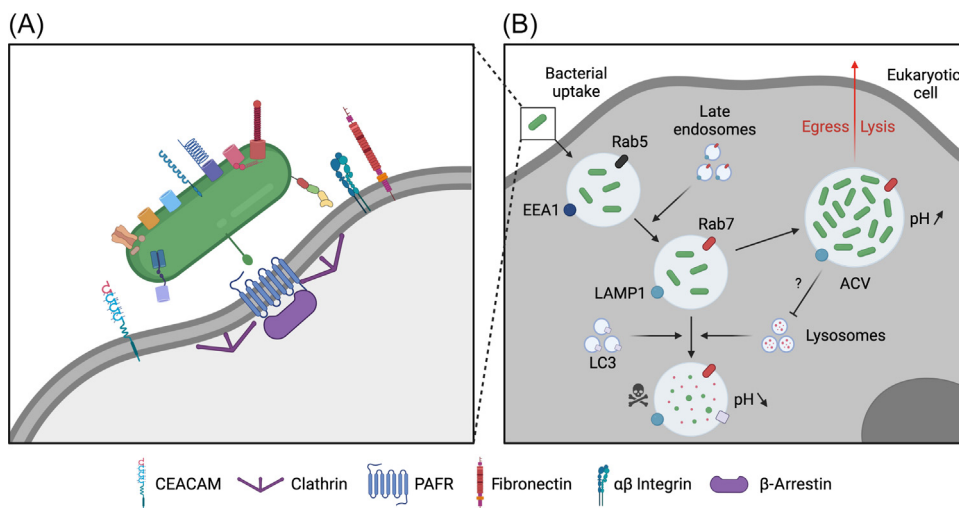 (A)
(B)
Bacterial
uptake
Eukaryotic
cell
Late
endosomes
Egress
Lysis
Rab5
EEA1
Rab7
pH
LAMP1
ACV
?
LC3
Lysosomes
pH
CEACAM
Clathrin
PAFR
Fibronectin
αβ Integrin
β-Arrestin